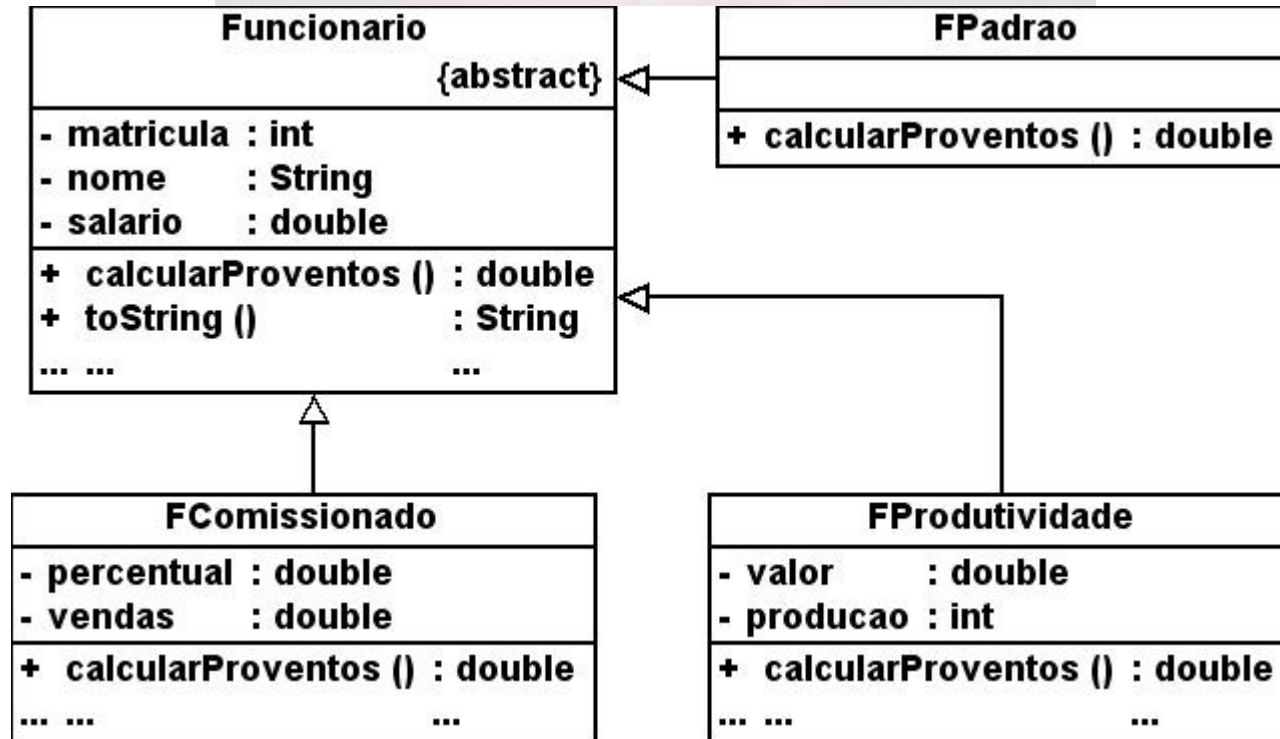 Funcionario
{abstract}
- matricula : int
- nome : String
- salario : double
+ calcularProventos () : double
+ toString () : String
... ... ...
FPadrao
+ calcularProventos () : double
FComissionado
- percentual : double
- vendas : double
+ calcularProventos () : double
... ... ...
FProdutividade
- valor : double
- producao : int
+ calcularProventos () : double
... ... ...